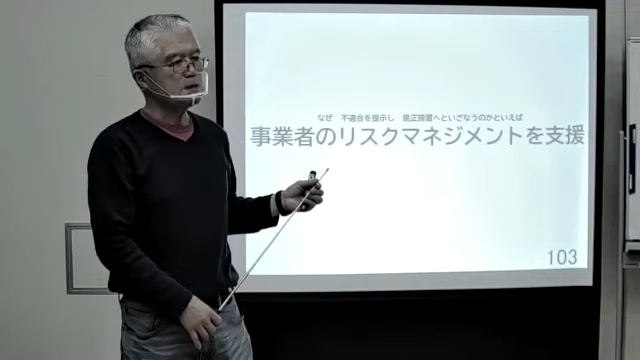 なぜ 不適合を提示し 是正措置へといざなうのかといえば
事業者のリスクマネジメントを支援
103